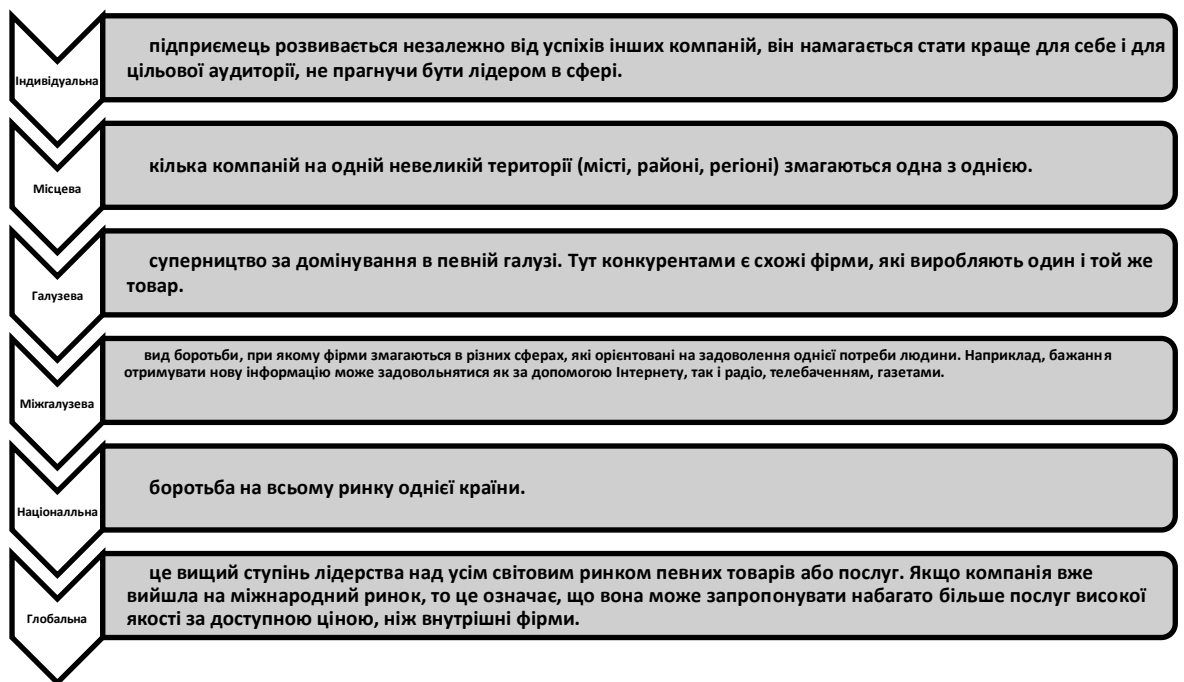 Індивідуальна
підприємець розвивається незалежно від успіхів інших компаній, він намагається стати краще для себе і для
цільової аудиторії, не прагнучи бути лідером в сфері.
Місцева
кілька компаній на одній невеликій території (місті, районі, регіоні) змагаються одна з однією.
Галузева
суперництво за домінування в певній галузі. Тут конкурентами є схожі фірми, які виробляють один і той же
товар.
Міжгалузева
вид боротьби, при якому фірми змагаються в різних сферах, які орієнтовані на задоволення однієї потреби людини. Наприклад, бажання
отримувати нову інформацію може задовольнятися як за допомогою Інтернету, так і радіо, телебаченням, газетами.
Націоналльна
боротьба на всьому ринку однієї країни.
Глобальна
це вищий ступінь лідерства над усім світовим ринком певних товарів або послуг. Якщо компанія вже
вийшла на міжнародний ринок, то це означає, що вона може запропонувати набагато більше послуг високої
якості за доступною ціною, ніж внутрішні фірми.